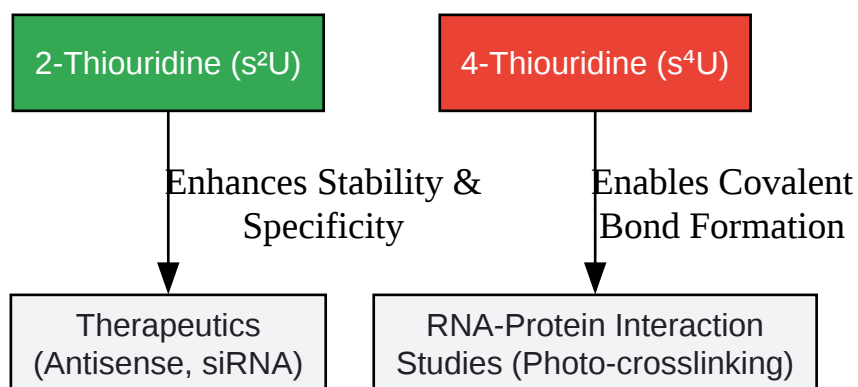 2-Thiouridine (s²U)
4-Thiouridine (s⁴U)
Enhances Stability &
Specificity
Enables Covalent
Bond Formation
Therapeutics
(Antisense, siRNA)
RNA-Protein Interaction
Studies (Photo-crosslinking)